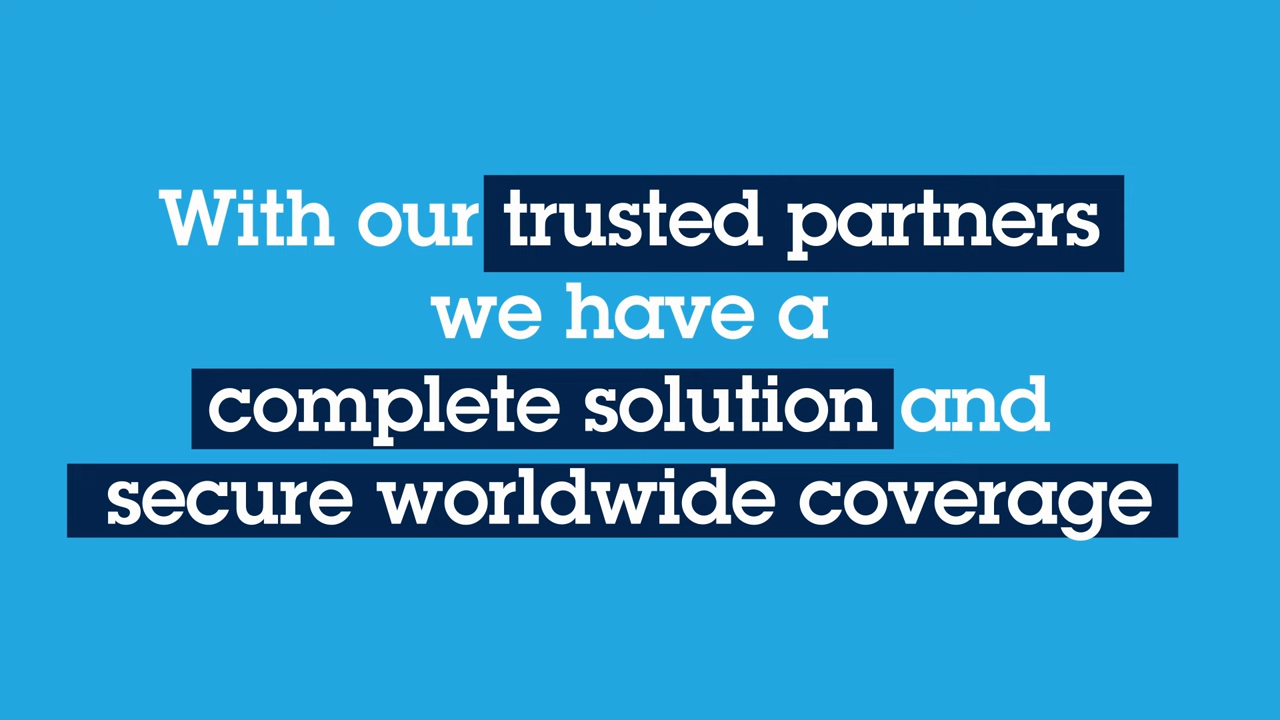 With our trusted partners
we have a
complete solution and
secure worldwide coverage